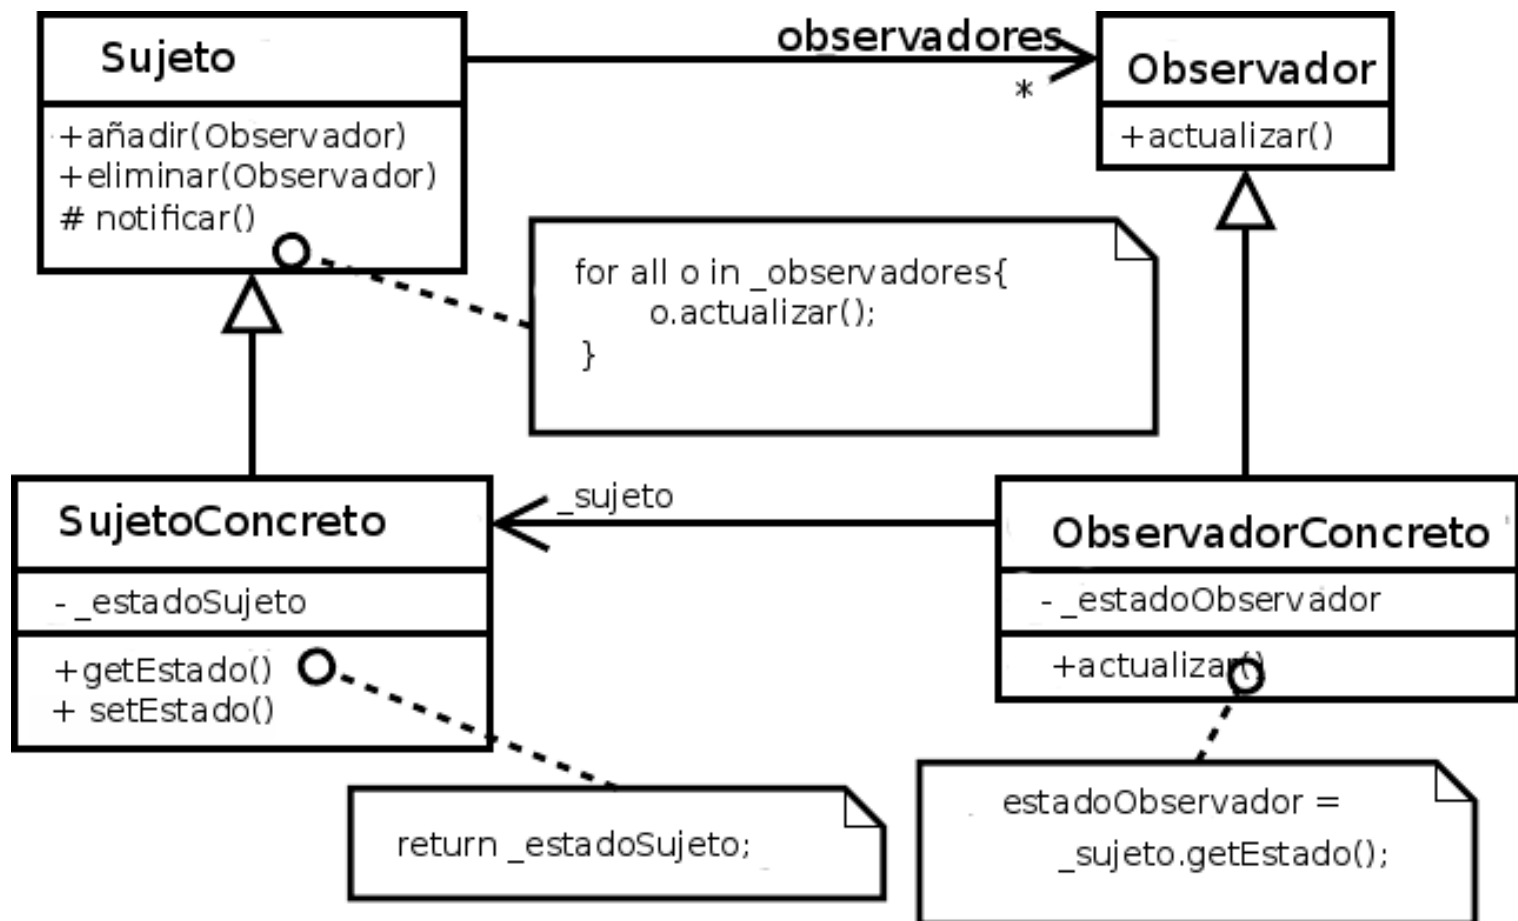 Sujeto
+añadir(Observador)
+eliminar(Observador)
# notificar()
observadores
*
Observador
+actualizar()
for all o in _observadores{
o.actualizar();
}
SujetoConcreto
- _estadoSujeto
+getEstado()
+ setEstado()
_sujeto
ObservadorConcreto
- _estadoObservador
+actualizar()
return _estadoSujeto;
estadoObservador =
_sujeto.getEstado();